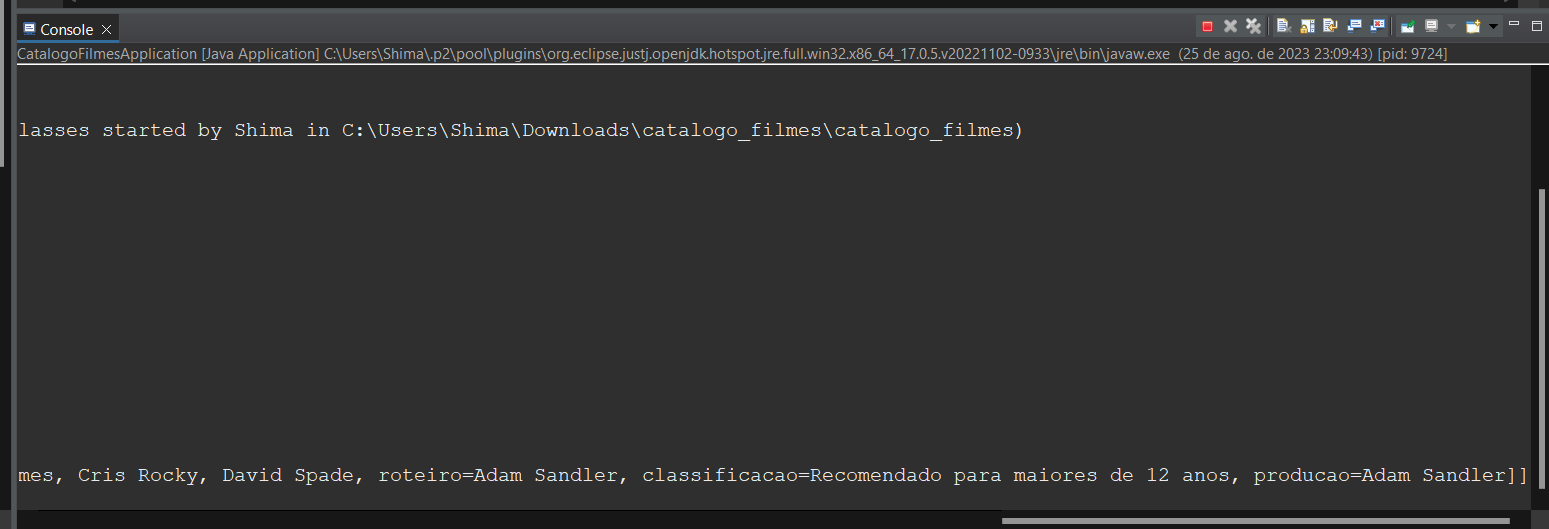 Console
CatalogoFilmesApplication [Java Application] C:\Users\Shima\.p2\pool\plugins\org.eclipse.justj.openjdk.hotspot.jre.full.win32.x86_64_17.0.5.v20221102-0933\jre\bin\javaw.exe (25 de ago. de 2023 23:09:43) [pid: 9724]
lasses started by Shima in C:\Users\Shima\Downloads\catalogo_filmes\catalogo_filmes)
mes, Cris Rocky, David Spade, roteiro=Adam Sandler, classificacao=Recomendado para maiores de 12 anos, producao=Adam Sandler]]